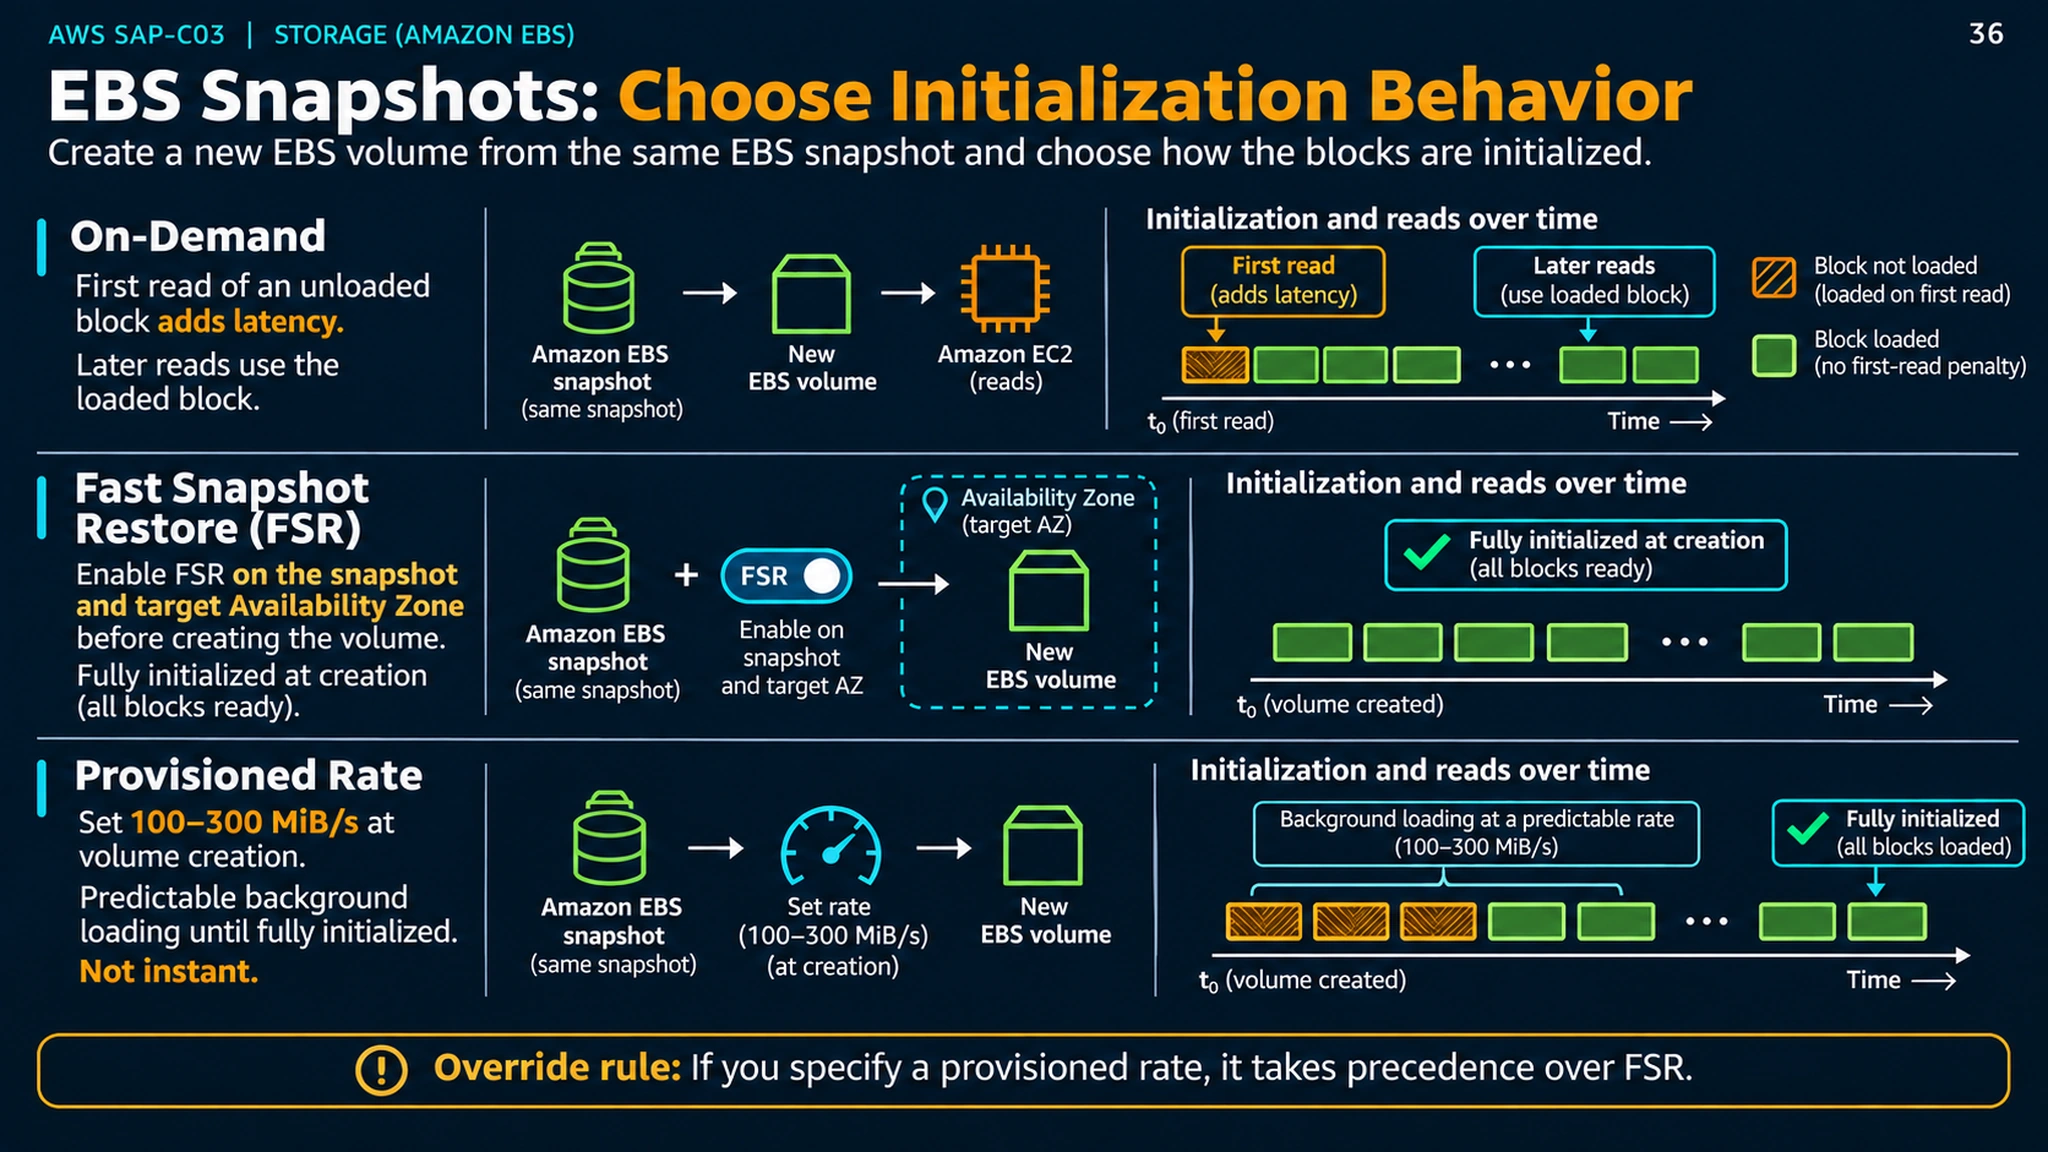 AWS SAP-C03 | STORAGE (AMAZON EBS)
36
EBS Snapshots: Choose Initialization Behavior
Create a new EBS volume from the same EBS snapshot and choose how the blocks are initialized.
On-Demand
First read of an unloaded
block adds latency.
Later reads use the
loaded block.
Amazon EBS
snapshot
(same snapshot)
New
EBS volume
Amazon EC2
(reads)
Initialization and reads over time
First read
(adds latency)
Later reads
(use loaded block)
t₀ (first read)
Time
Block not loaded
(loaded on first read)
Block loaded
(no first-read penalty)
Fast Snapshot
Restore (FSR)
Enable FSR on the snapshot
and target Availability Zone
before creating the volume.
Fully initialized at creation
(all blocks ready).
Amazon EBS
snapshot
(same snapshot)
+
FSR
Enable on
snapshot
and target AZ
Availability Zone
(target AZ)
New
EBS volume
Initialization and reads over time
Fully initialized at creation
(all blocks ready)
t₀ (volume created)
Time
Provisioned Rate
Set 100–300 MiB/s at
volume creation.
Predictable background
loading until fully initialized.
Not instant.
Amazon EBS
snapshot
(same snapshot)
Set rate
(100–300 MiB/s)
(at creation)
New
EBS volume
Initialization and reads over time
Background loading at a predictable rate
(100–300 MiB/s)
Fully initialized
(all blocks loaded)
t₀ (volume created)
Time
Override rule: If you specify a provisioned rate, it takes precedence over FSR.